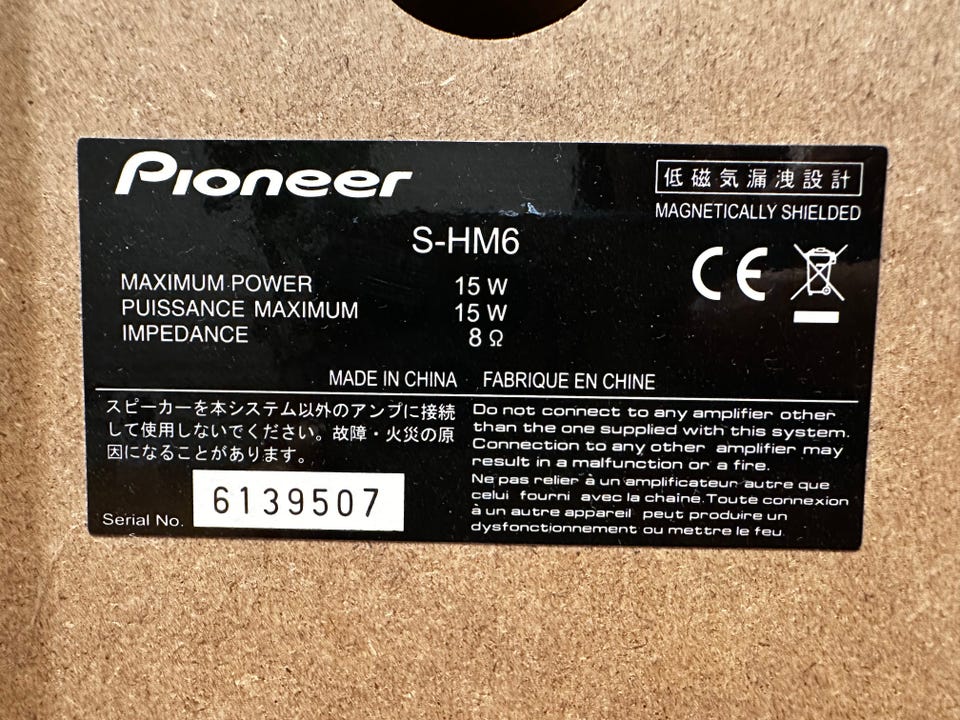 Pioneer
低磁気漏洩設計
MAGNETICALLY SHIELDED
S-HM6
CE
MAXIMUM POWER 15 W
PUISSANCE MAXIMUM 15 W
IMPEDANCE 8 Ω
MADE IN CHINA FABRIQUE EN CHINE
スピーカーを本システム以外のアンプに接続
して使用しないでください。故障・火災の原
因になることがあります。
Serial No. 6139507
Do not connect to any amplifier other
than the one supplied with this system.
Connection to any other amplifier may
result in a malfunction or a fire.
Ne pas relier à un amplificateur autre que
celui fourni avec la chaîne. Toute connexion
à un autre appareil peut produire un
dysfonctionnement ou mettre le feu.